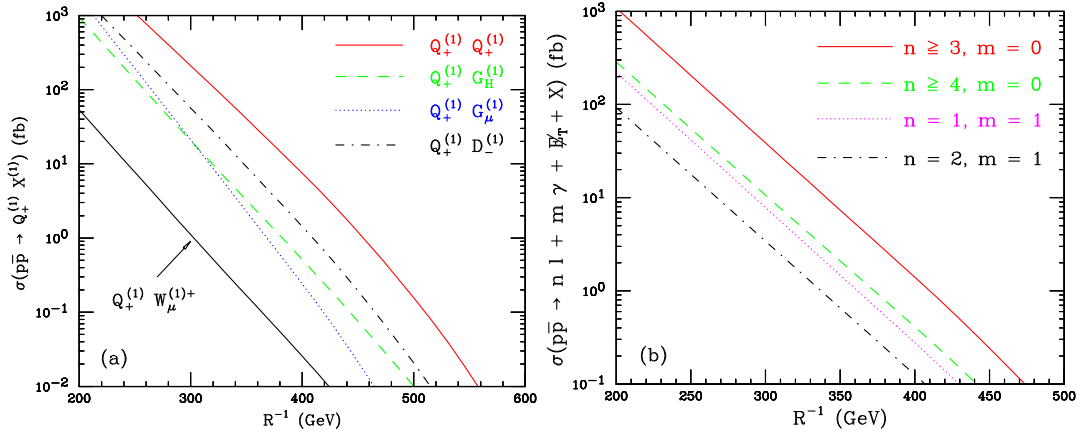 σ(pp̅ → Q₊⁽¹⁾ X⁽¹⁾) (fb)
10³
10²
10¹
10⁰
10⁻¹
10⁻²
Q₊⁽¹⁾ Q₊⁽¹⁾
Q₊⁽¹⁾ G_H⁽¹⁾
Q₊⁽¹⁾ G_μ⁽¹⁾
Q₊⁽¹⁾ D₋⁽¹⁾
Q₊⁽¹⁾ W_μ⁽¹⁾⁺
(a)
200 300 400 500 600
R⁻¹ (GeV)
σ(pp̅ → n l + m γ + E̸_T + X) (fb)
10³
10²
10¹
10⁰
10⁻¹
n ≧ 3, m = 0
n ≧ 4, m = 0
n = 1, m = 1
n = 2, m = 1
(b)
200 250 300 350 400 450 500
R⁻¹ (GeV)